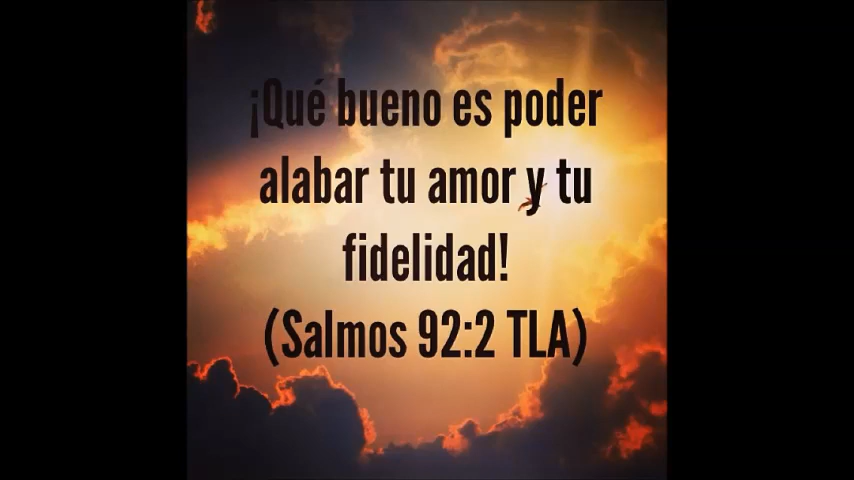 ¡Qué bueno es poder
alabar tu amor y tu
fidelidad!
(Salmos 92:2 TLA)